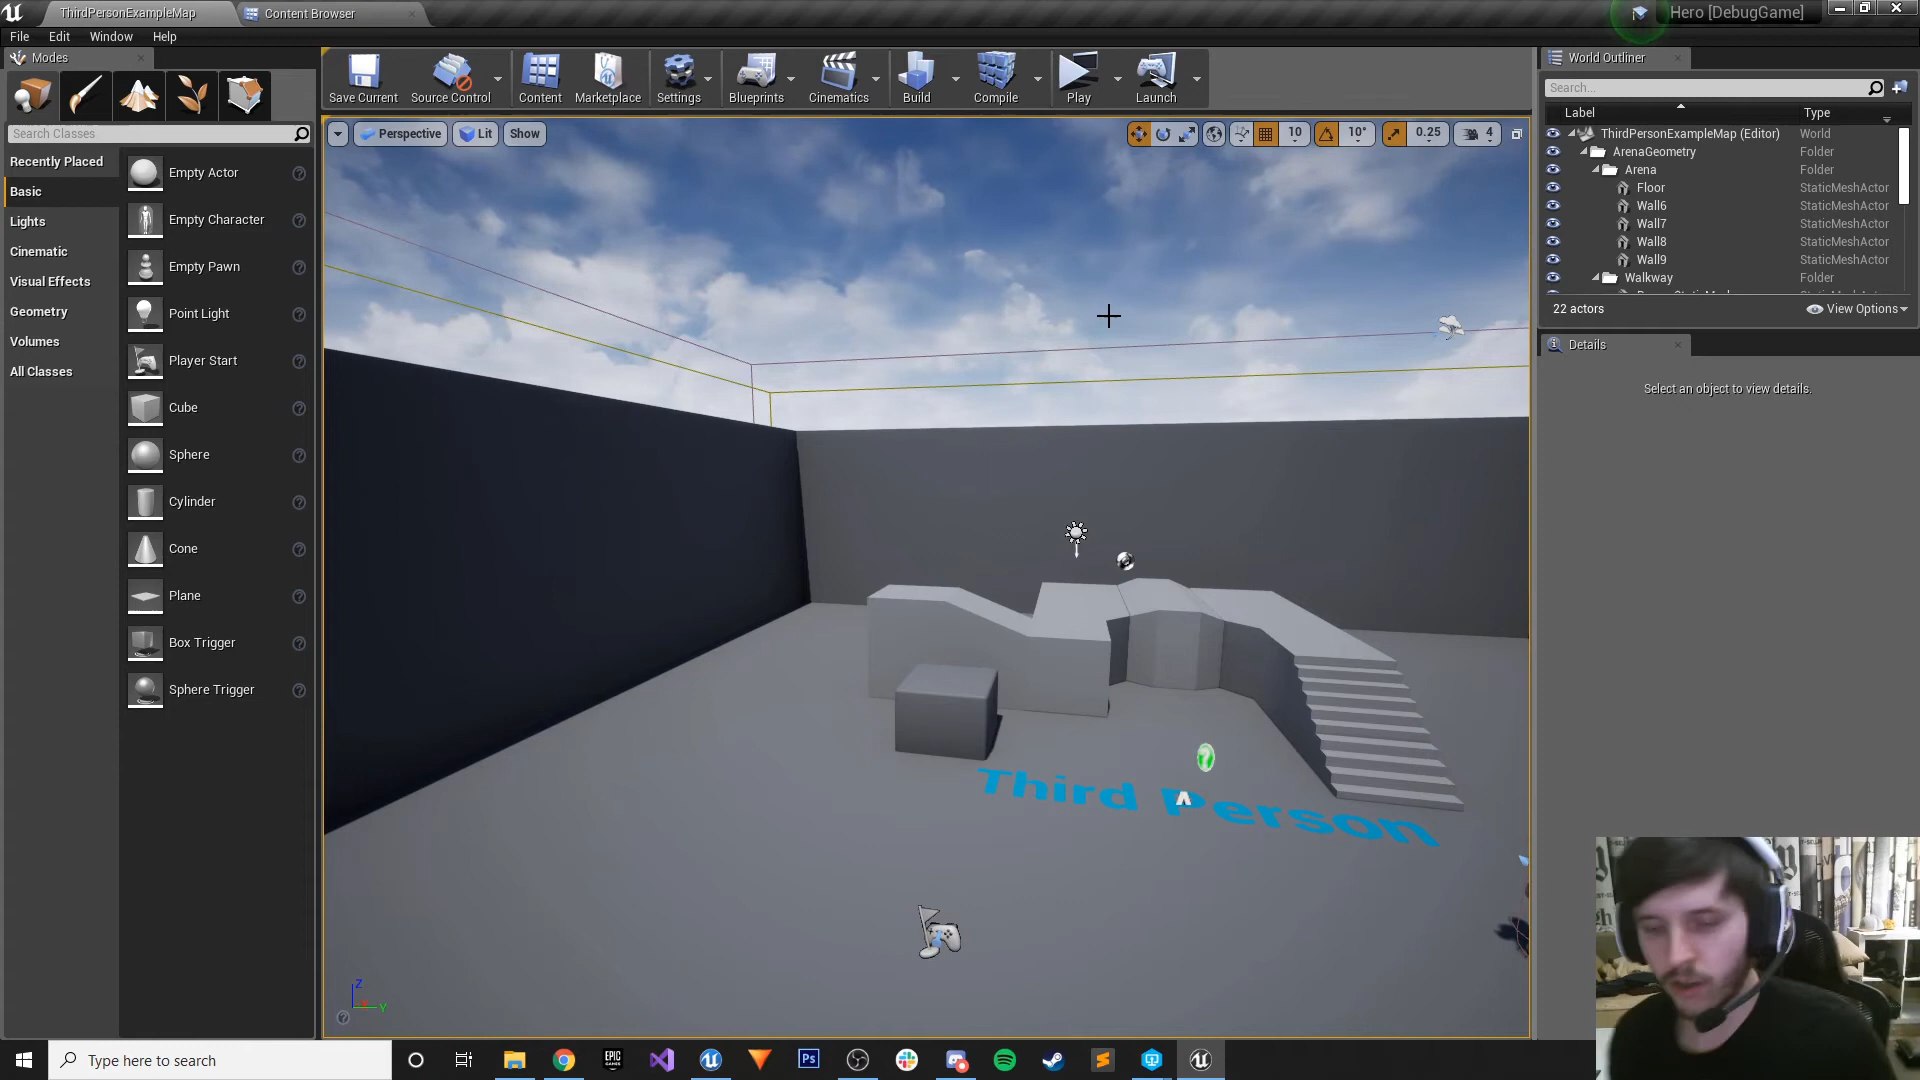 ThirdPersonExampleMap
Content Browser
Hero [DebugGame]
File Edit Window Help
Modes
Search Classes
Recently Placed
Basic
Lights
Cinematic
Visual Effects
Geometry
Volumes
All Classes
Empty Actor
Empty Character
Empty Pawn
Point Light
Player Start
Cube
Sphere
Cylinder
Cone
Plane
Box Trigger
Sphere Trigger
Save Current
Source Control
Content
Marketplace
Settings
Blueprints
Cinematics
Build
Compile
Play
Launch
Perspective
Lit
Show
10
10°
0.25
4
Third Person
Z
Y
World Outliner
Search...
Label Type
ThirdPersonExampleMap (Editor) World
ArenaGeometry Folder
Arena Folder
Floor StaticMeshActor
Wall6 StaticMeshActor
Wall7 StaticMeshActor
Wall8 StaticMeshActor
Wall9 StaticMeshActor
Walkway Folder
22 actors
View Options
Details
Select an object to view details.
Type here to search
EPIC
GAMES
Ps